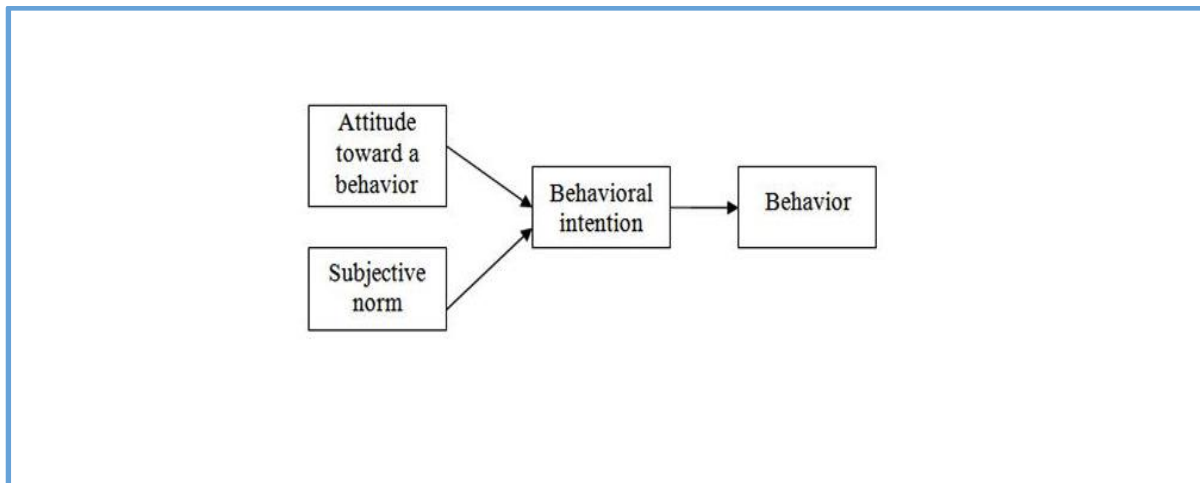 Attitude
toward a
behavior
Subjective
norm
Behavioral
intention
Behavior